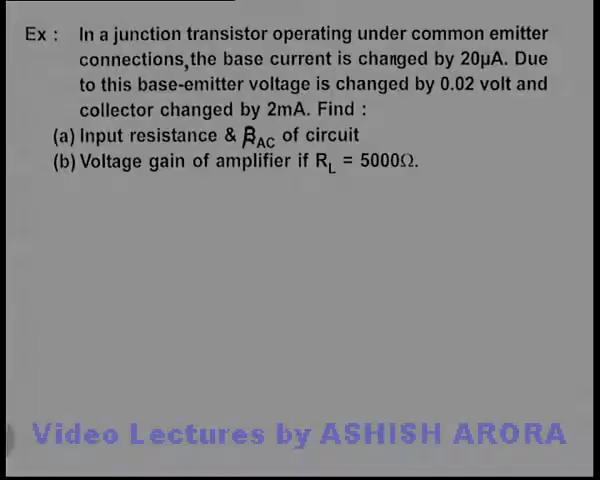 Ex : In a junction transistor operating under common emitter
connections, the base current is changed by 20μA. Due
to this base-emitter voltage is changed by 0.02 volt and
collector changed by 2mA. Find :
(a) Input resistance & βAC of circuit
(b) Voltage gain of amplifier if RL = 5000Ω.
Video Lectures by ASHISH ARORA